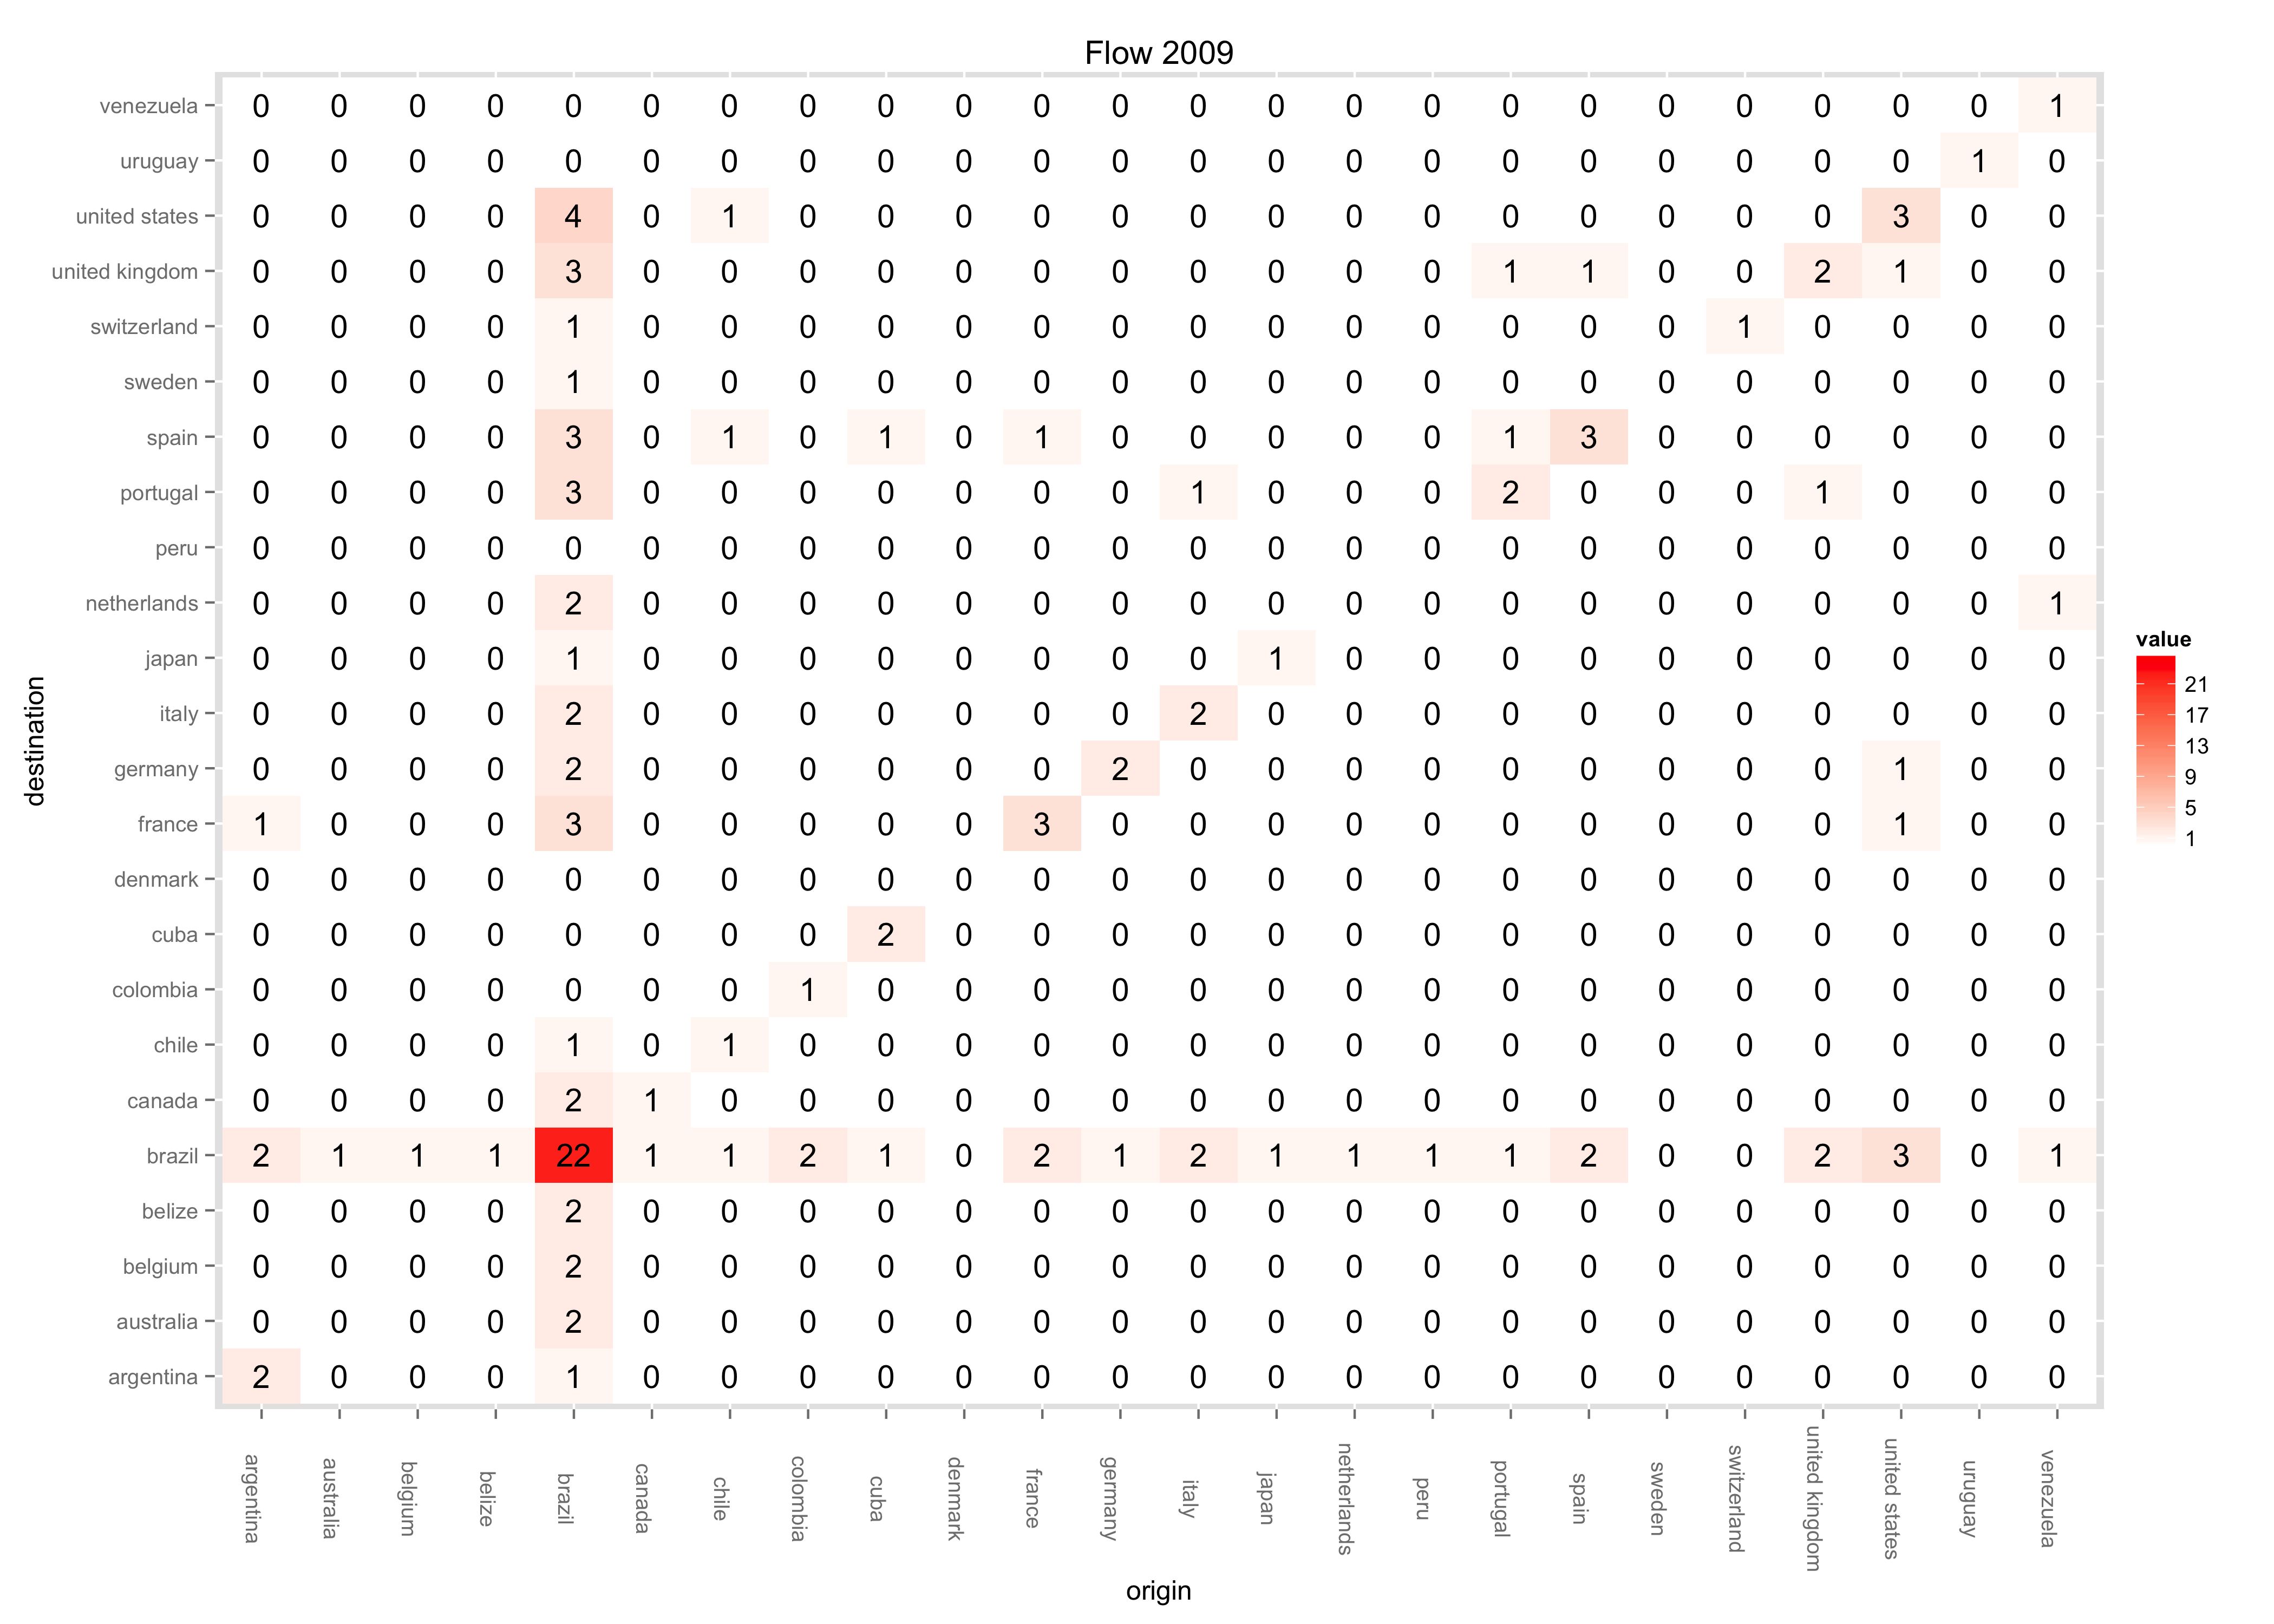 Flow 2009
venezuela 0 0 0 0 0 0 0 0 0 0 0 0 0 0 0 0 0 0 0 0 0 0 0 1
uruguay 0 0 0 0 0 0 0 0 0 0 0 0 0 0 0 0 0 0 0 0 0 0 1 0
united states 0 0 0 0 4 0 1 0 0 0 0 0 0 0 0 0 0 0 0 0 0 3 0 0
united kingdom 0 0 0 0 3 0 0 0 0 0 0 0 0 0 0 0 1 1 0 0 2 1 0 0
switzerland 0 0 0 0 1 0 0 0 0 0 0 0 0 0 0 0 0 0 0 1 0 0 0 0
sweden 0 0 0 0 1 0 0 0 0 0 0 0 0 0 0 0 0 0 0 0 0 0 0 0
spain 0 0 0 0 3 0 1 0 1 0 1 0 0 0 0 0 1 3 0 0 0 0 0 0
portugal 0 0 0 0 3 0 0 0 0 0 0 0 1 0 0 0 2 0 0 0 1 0 0 0
peru 0 0 0 0 0 0 0 0 0 0 0 0 0 0 0 0 0 0 0 0 0 0 0 0
netherlands 0 0 0 0 2 0 0 0 0 0 0 0 0 0 0 0 0 0 0 0 0 0 0 1
japan 0 0 0 0 1 0 0 0 0 0 0 0 0 1 0 0 0 0 0 0 0 0 0 0
italy 0 0 0 0 2 0 0 0 0 0 0 0 2 0 0 0 0 0 0 0 0 0 0 0
germany 0 0 0 0 2 0 0 0 0 0 0 2 0 0 0 0 0 0 0 0 0 1 0 0
france 1 0 0 0 3 0 0 0 0 0 3 0 0 0 0 0 0 0 0 0 0 1 0 0
denmark 0 0 0 0 0 0 0 0 0 0 0 0 0 0 0 0 0 0 0 0 0 0 0 0
cuba 0 0 0 0 0 0 0 0 2 0 0 0 0 0 0 0 0 0 0 0 0 0 0 0
colombia 0 0 0 0 0 0 0 1 0 0 0 0 0 0 0 0 0 0 0 0 0 0 0 0
chile 0 0 0 0 1 0 1 0 0 0 0 0 0 0 0 0 0 0 0 0 0 0 0 0
canada 0 0 0 0 2 1 0 0 0 0 0 0 0 0 0 0 0 0 0 0 0 0 0 0
brazil 2 1 1 1 22 1 1 2 1 0 2 1 2 1 1 1 1 2 0 0 2 3 0 1
belize 0 0 0 0 2 0 0 0 0 0 0 0 0 0 0 0 0 0 0 0 0 0 0 0
belgium 0 0 0 0 2 0 0 0 0 0 0 0 0 0 0 0 0 0 0 0 0 0 0 0
australia 0 0 0 0 2 0 0 0 0 0 0 0 0 0 0 0 0 0 0 0 0 0 0 0
argentina 2 0 0 0 1 0 0 0 0 0 0 0 0 0 0 0 0 0 0 0 0 0 0 0
argentina australia belgium belize brazil canada chile colombia cuba denmark france germany italy japan netherlands peru portugal spain sweden switzerland united kingdom united states uruguay venezuela
origin
destination
value
21
17
13
9
5
1